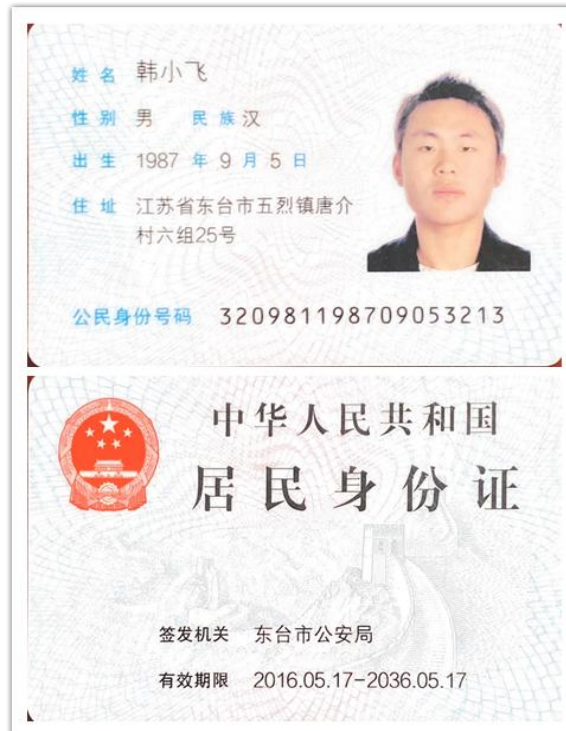 姓名 韩小飞
性别 男 民族 汉
出生 1987 年 9 月 5 日
住址 江苏省东台市五烈镇唐介
村六组25号
公民身份号码 320981198709053213
中华人民共和国
居民身份证
签发机关 东台市公安局
有效期限 2016.05.17-2036.05.17